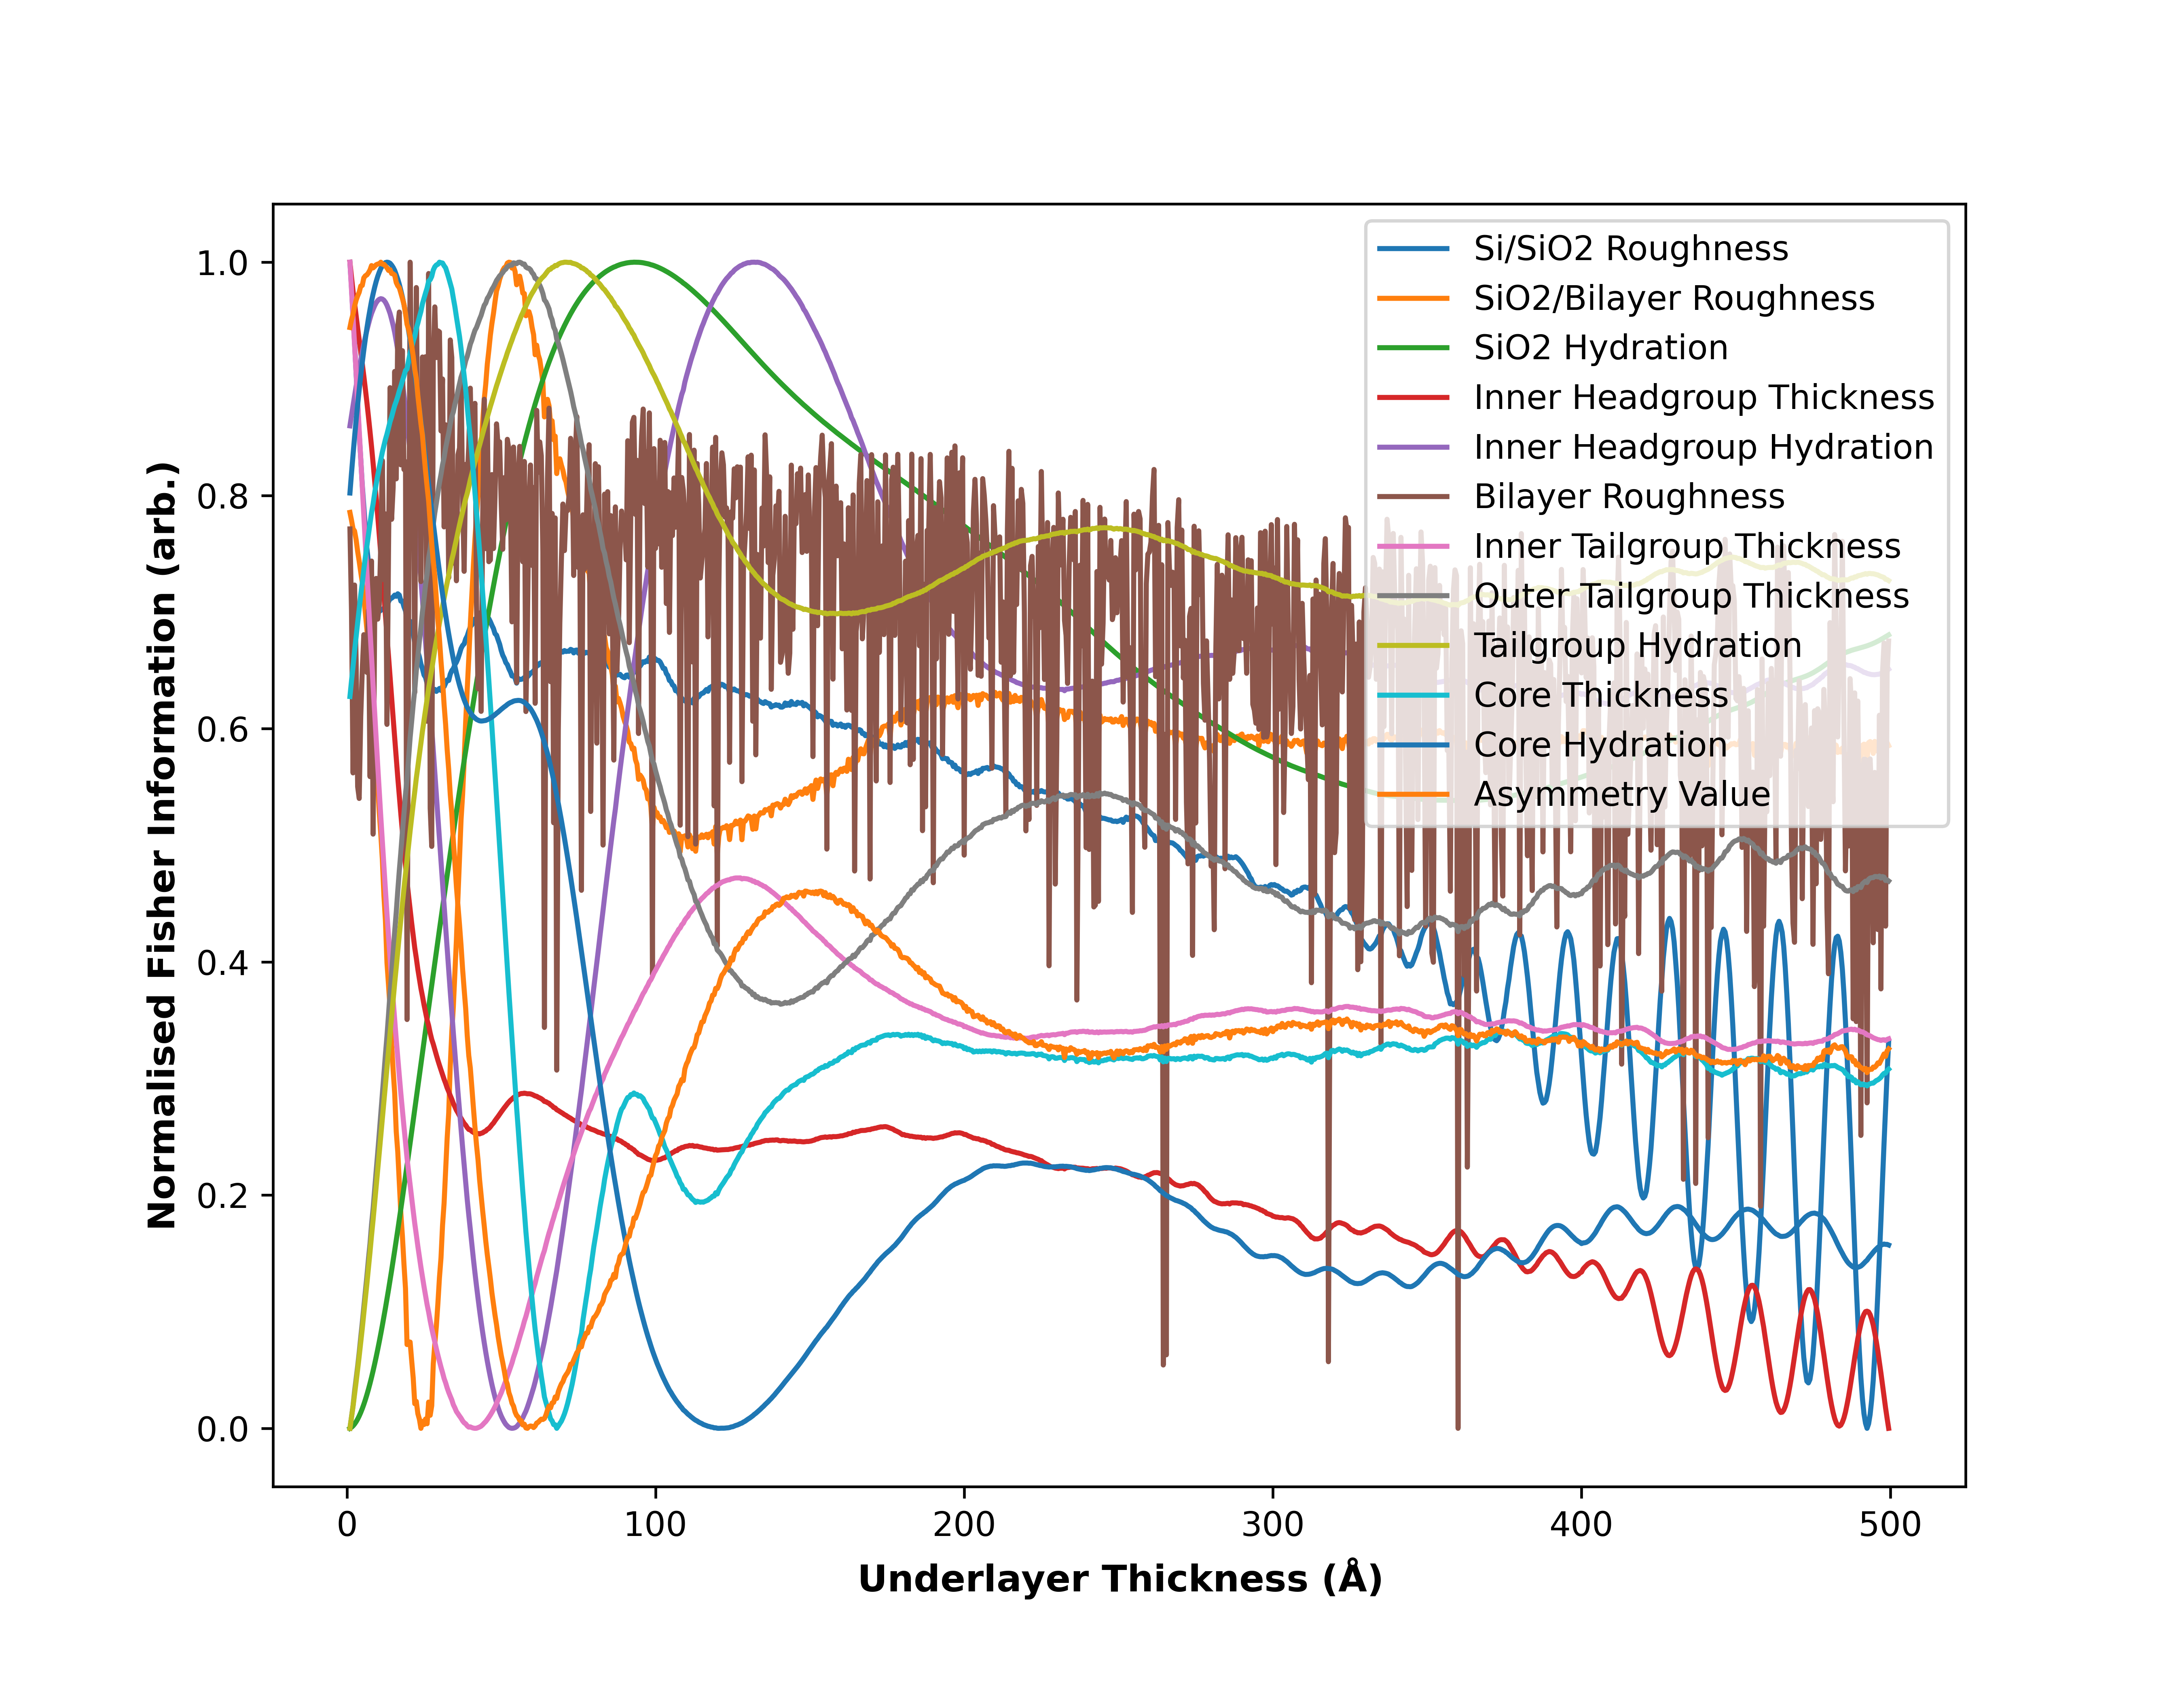 Normalised Fisher Information (arb.)
1.0
0.8
0.6
0.4
0.2
0.0
Si/SiO2 Roughness
SiO2/Bilayer Roughness
SiO2 Hydration
Inner Headgroup Thickness
Inner Headgroup Hydration
Bilayer Roughness
Inner Tailgroup Thickness
Outer Tailgroup Thickness
Tailgroup Hydration
Core Thickness
Core Hydration
Asymmetry Value
0 100 200 300 400 500
Underlayer Thickness (Å)